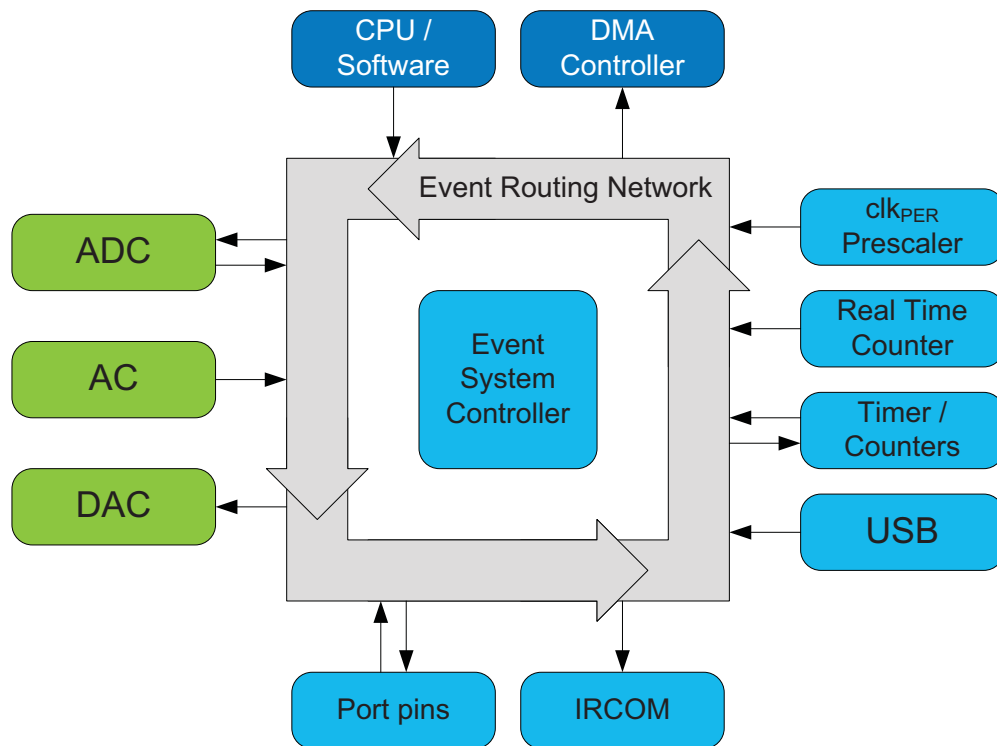 CPU /
Software
DMA
Controller
Event Routing Network
ADC
clkPER
Prescaler
AC
Event
System
Controller
Real Time
Counter
Timer /
Counters
DAC
USB
Port pins
IRCOM